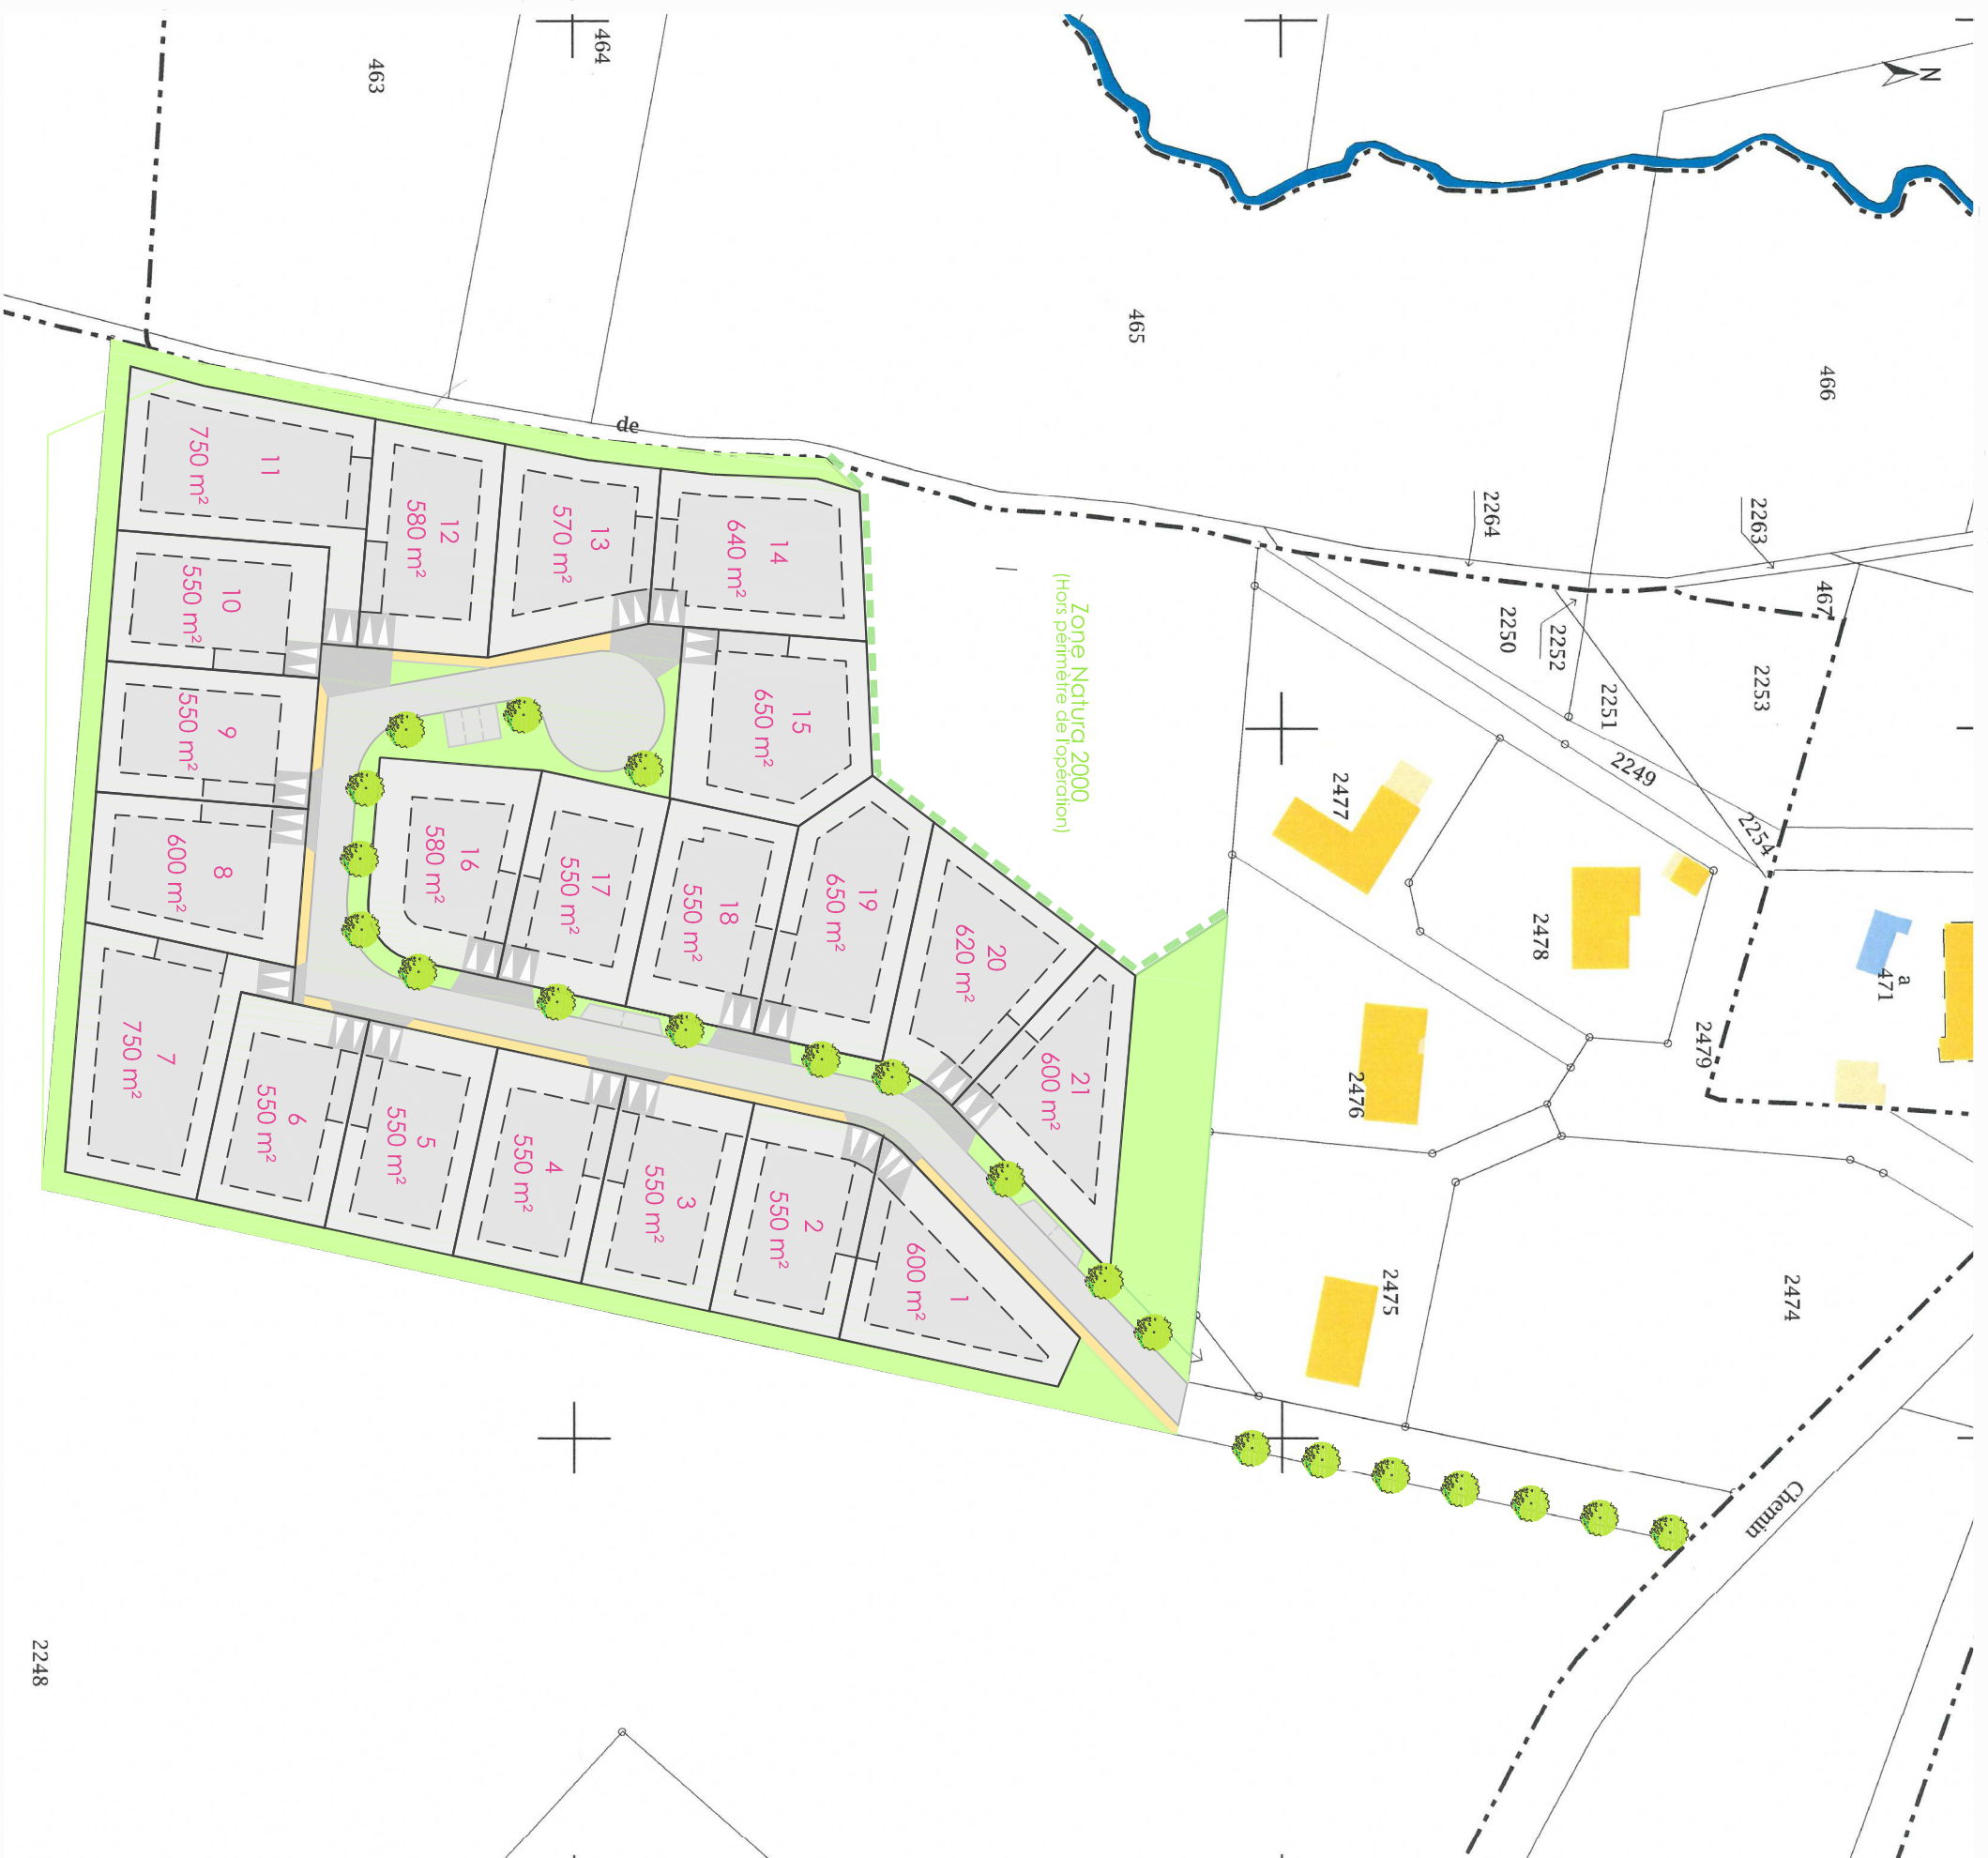 N
463
464
465
466
467
de
2264
2263
2250
2252
2251
2253
2249
2254
2477
2478
a
471
2479
2476
2475
2474
Chemin
2248
Zone Natura 2000
(Hors périmètre de l'opération)
11
750 m²
12
580 m²
13
570 m²
14
640 m²
10
550 m²
15
650 m²
9
550 m²
8
600 m²
16
580 m²
17
550 m²
18
550 m²
19
650 m²
20
620 m²
21
600 m²
7
750 m²
6
550 m²
5
550 m²
4
550 m²
3
550 m²
2
550 m²
1
600 m²